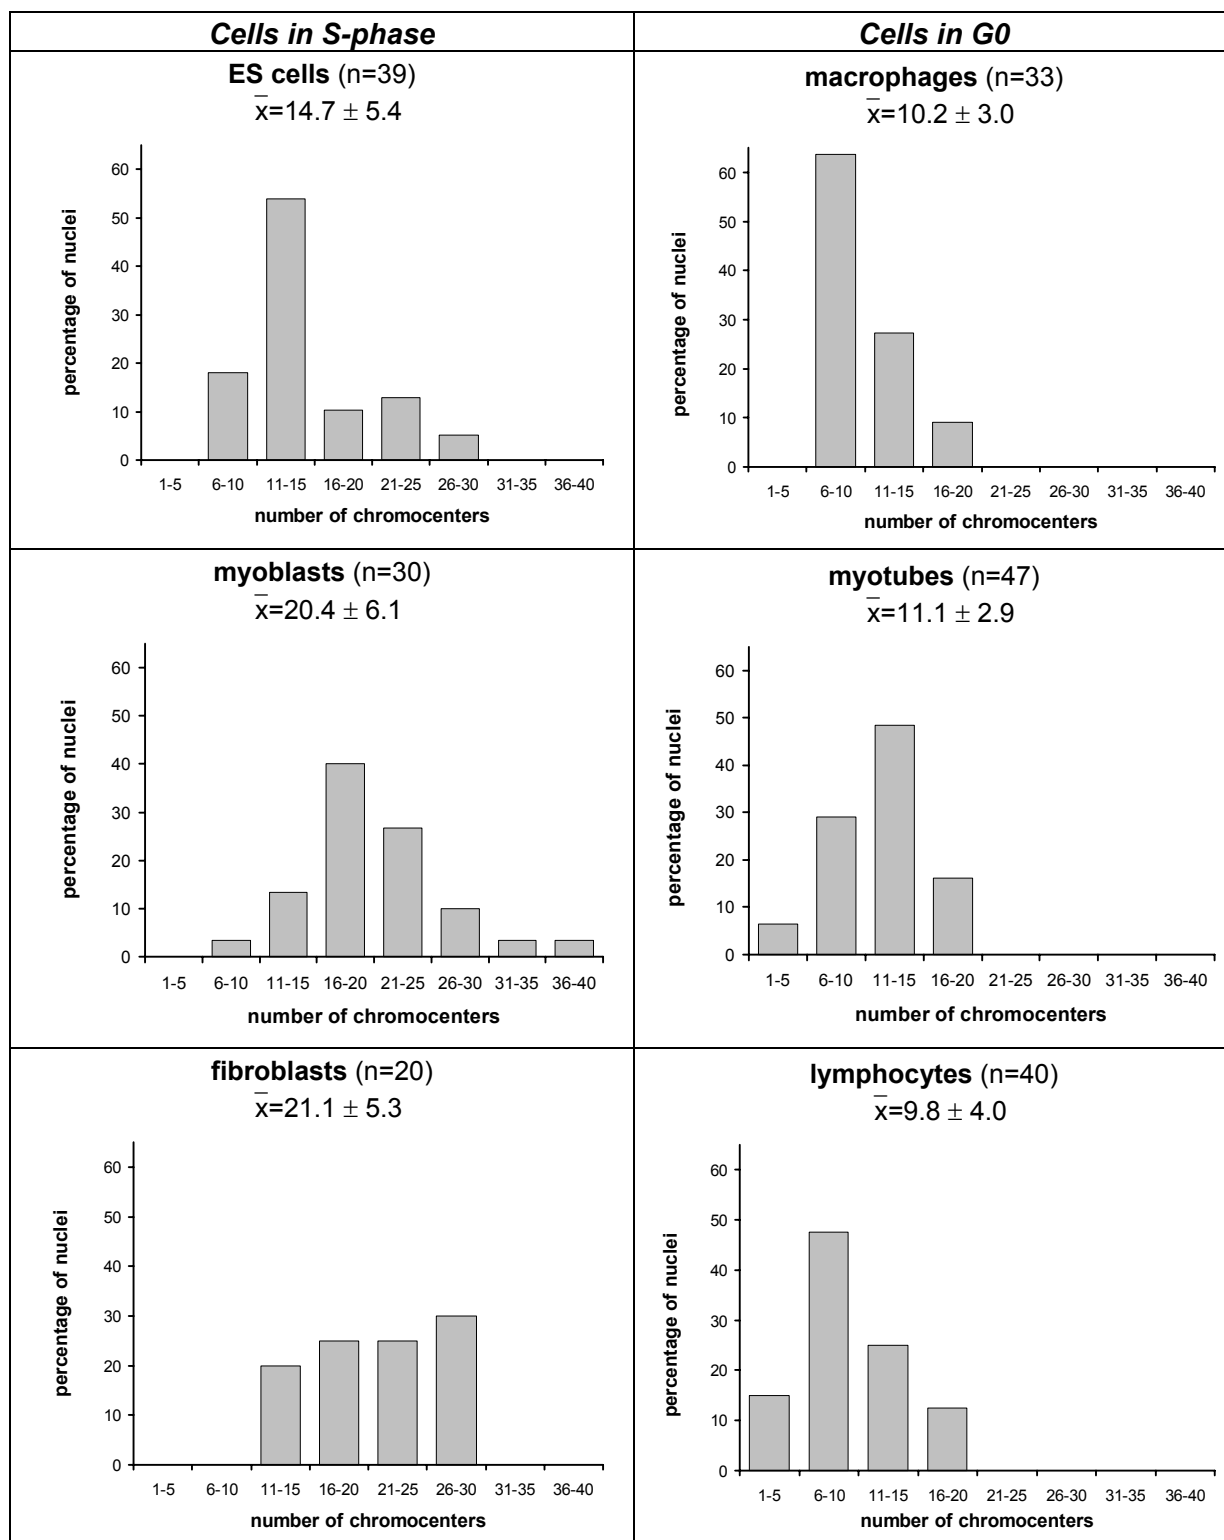 Cells in S-phase
Cells in G0
ES cells (n=39)
x̄=14.7 ± 5.4
percentage of nuclei
60
50
40
30
20
10
0
1-5 6-10 11-15 16-20 21-25 26-30 31-35 36-40
number of chromocenters
macrophages (n=33)
x̄=10.2 ± 3.0
percentage of nuclei
60
50
40
30
20
10
0
1-5 6-10 11-15 16-20 21-25 26-30 31-35 36-40
number of chromocenters
myoblasts (n=30)
x̄=20.4 ± 6.1
percentage of nuclei
60
50
40
30
20
10
0
1-5 6-10 11-15 16-20 21-25 26-30 31-35 36-40
number of chromocenters
myotubes (n=47)
x̄=11.1 ± 2.9
percentage of nuclei
60
50
40
30
20
10
0
1-5 6-10 11-15 16-20 21-25 26-30 31-35 36-40
number of chromocenters
fibroblasts (n=20)
x̄=21.1 ± 5.3
percentage of nuclei
60
50
40
30
20
10
0
1-5 6-10 11-15 16-20 21-25 26-30 31-35 36-40
number of chromocenters
lymphocytes (n=40)
x̄=9.8 ± 4.0
percentage of nuclei
60
50
40
30
20
10
0
1-5 6-10 11-15 16-20 21-25 26-30 31-35 36-40
number of chromocenters